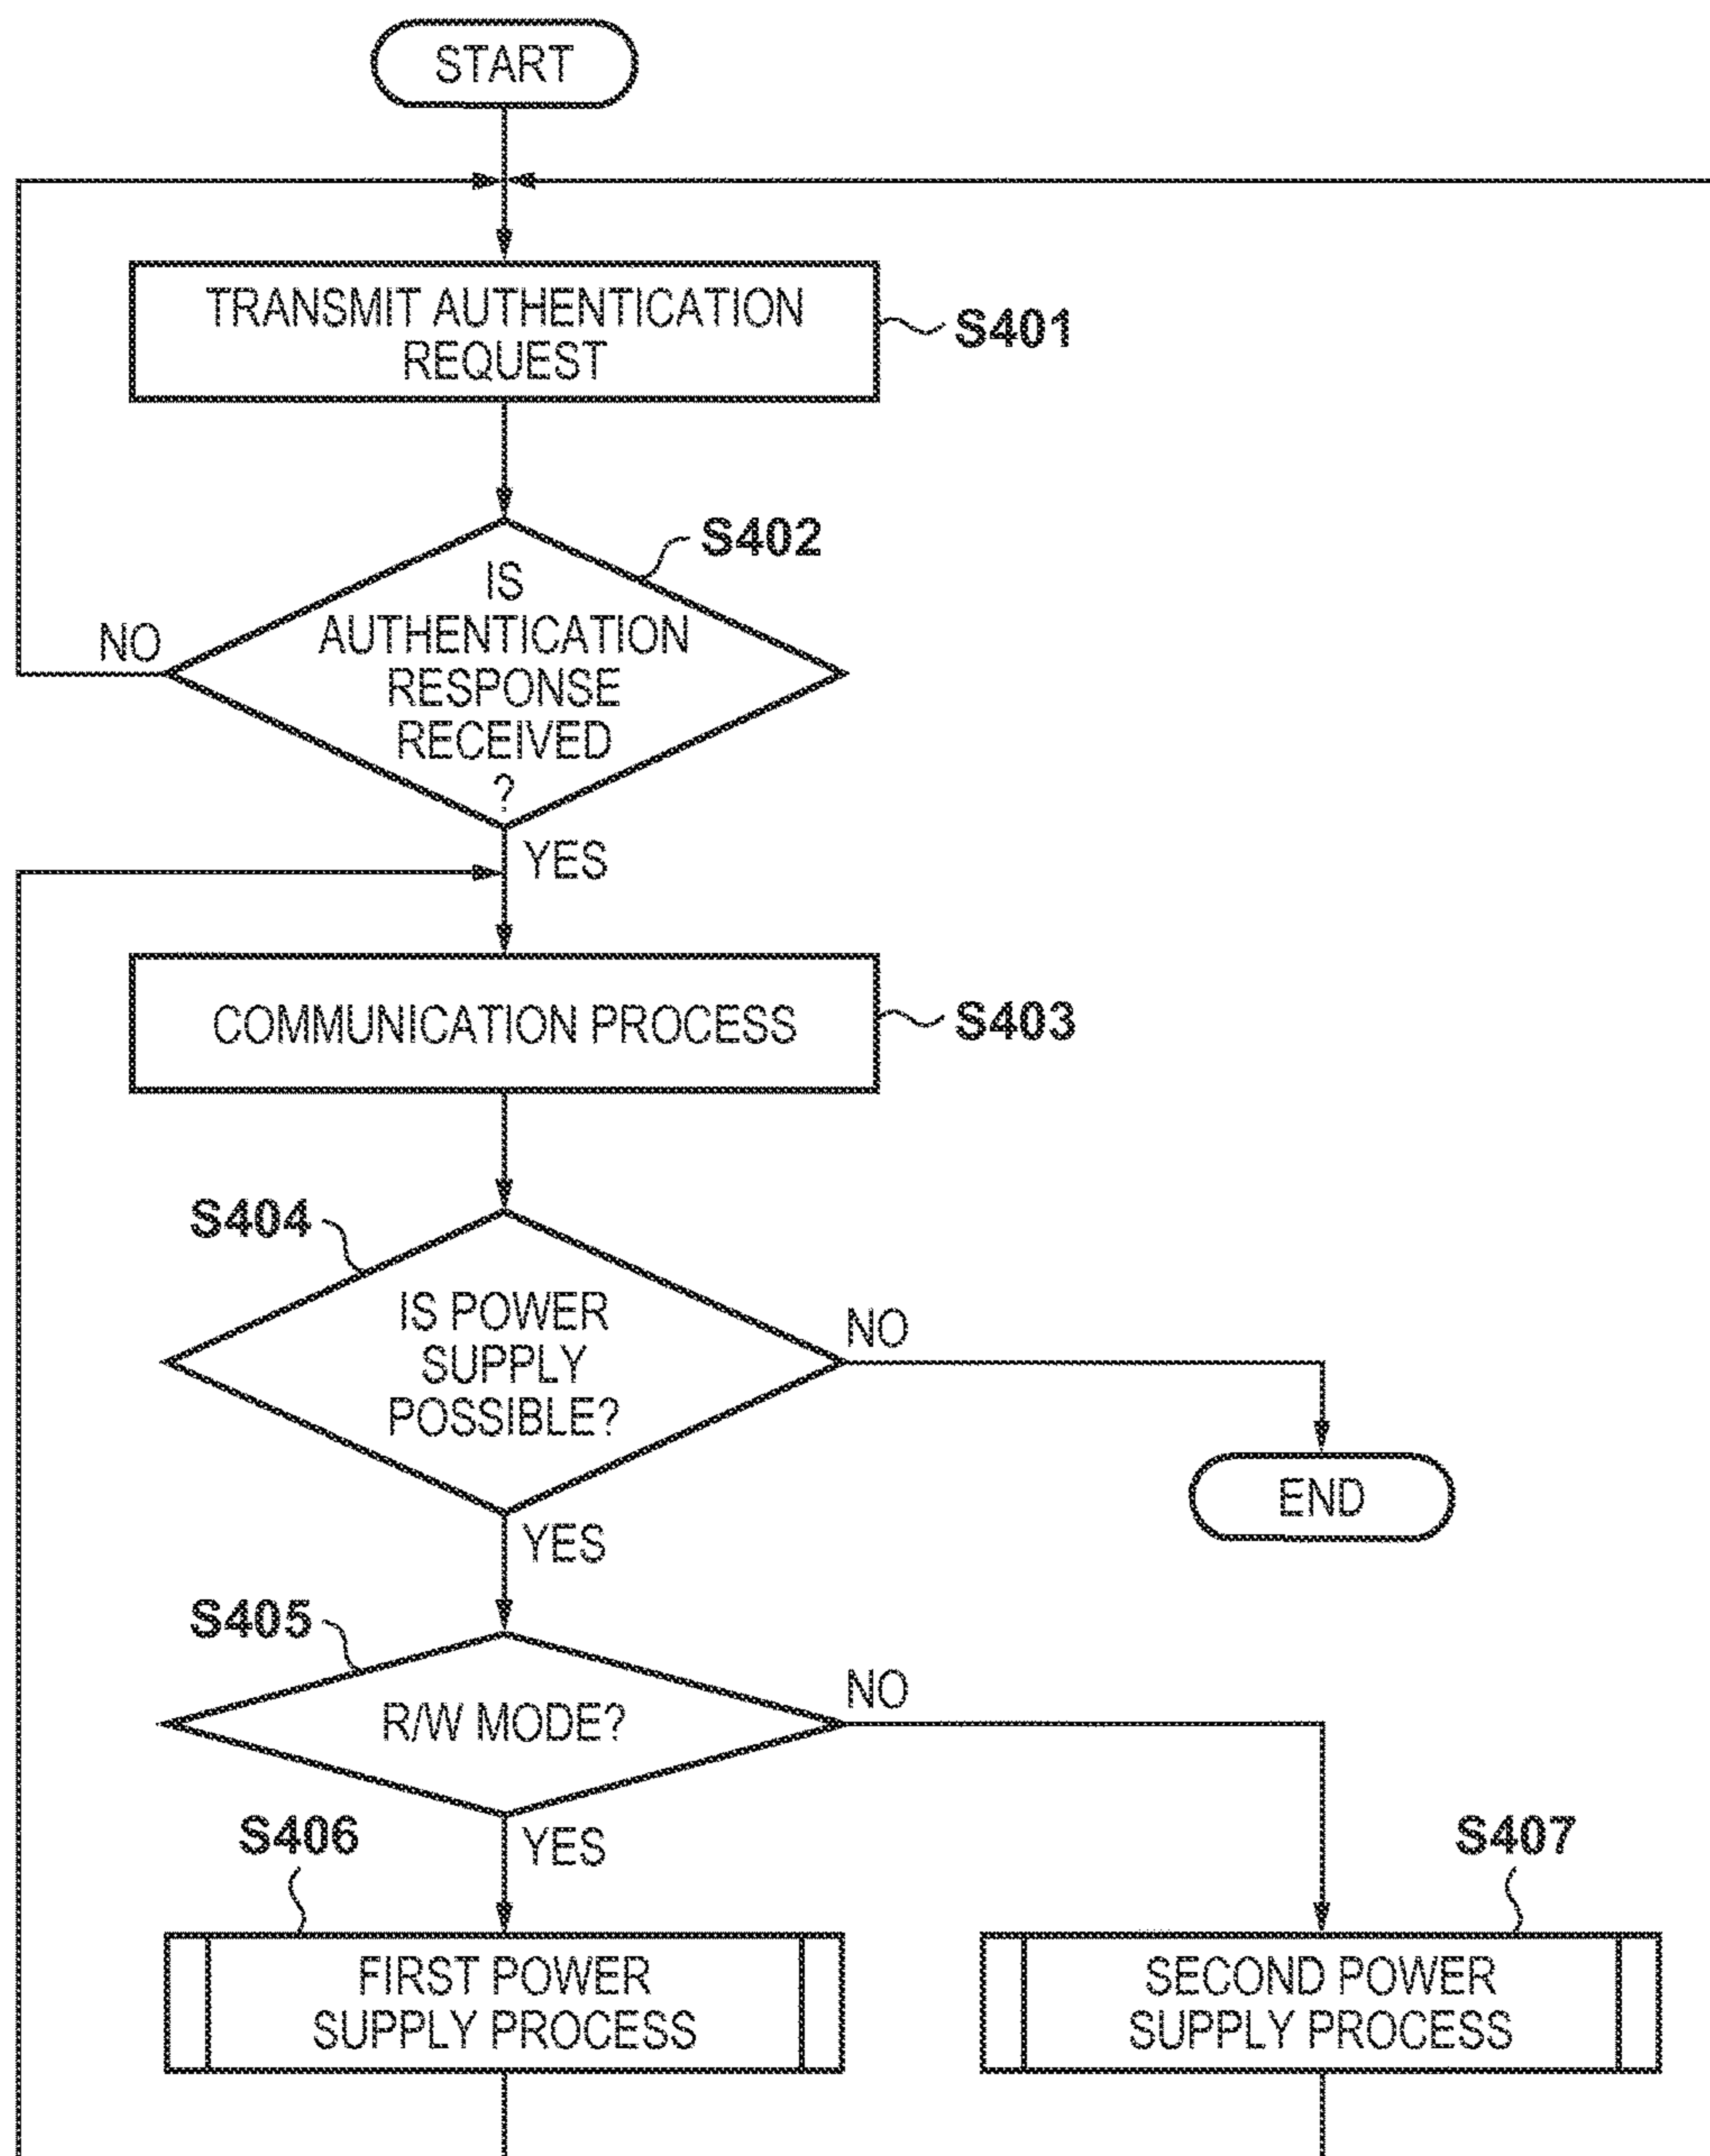 START
TRANSMIT AUTHENTICATION
REQUEST
S401
S402
IS
AUTHENTICATION
RESPONSE
RECEIVED
?
NO
YES
COMMUNICATION PROCESS
S403
S404
IS POWER
SUPPLY
POSSIBLE?
NO
END
YES
S405
R/W MODE?
NO
YES
S406
S407
FIRST POWER
SUPPLY PROCESS
SECOND POWER
SUPPLY PROCESS